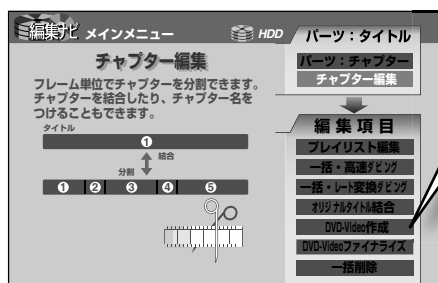 編集ナビ メインメニュー
HDD
チャプター編集
フレーム単位でチャプターを分割できます。
チャプターを結合したり、チャプター名を
つけることもできます。
タイトル
❶
結合
分割
❶ ❷ ❸ ❹ ❺
パーツ：タイトル
パーツ：チャプター
チャプター編集
編集項目
プレイリスト編集
一括・高速ダビング
一括・レート変換ダビング
オリジナルタイトル結合
DVD-Video作成
DVD-Videoファイナライズ
一括削除